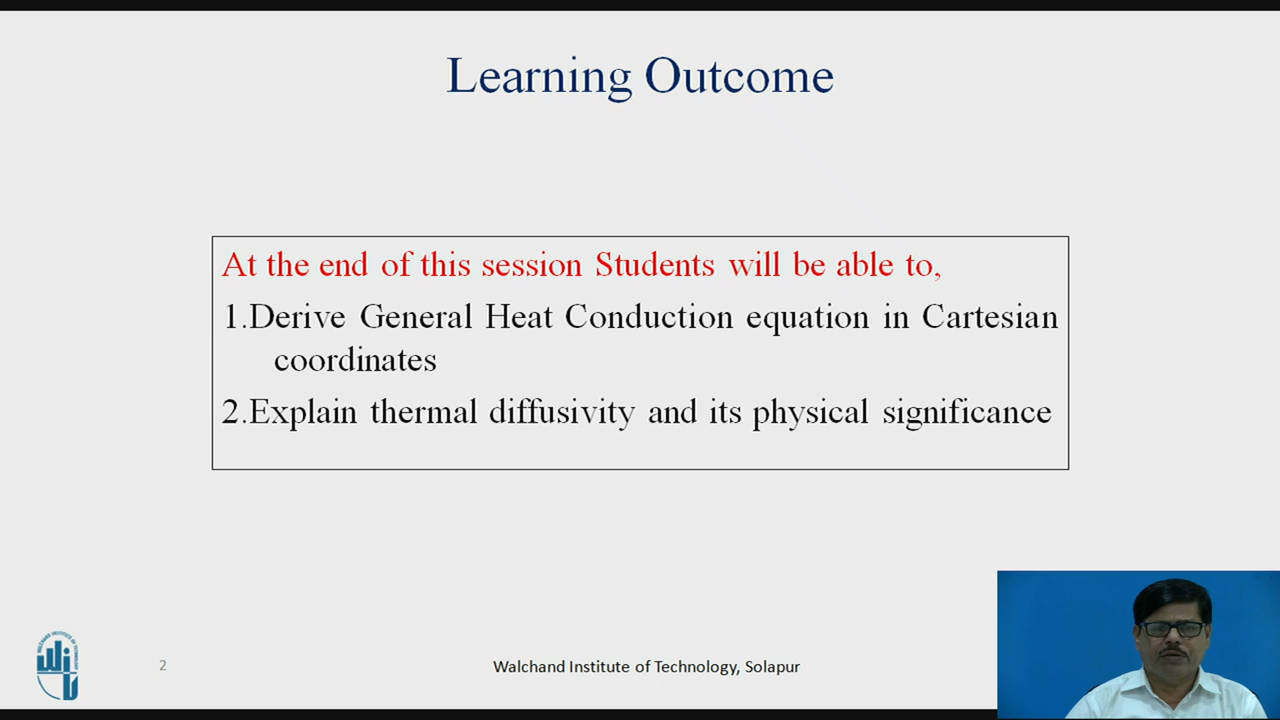 Learning Outcome
At the end of this session Students will be able to,
1.Derive General Heat Conduction equation in Cartesian
coordinates
2.Explain thermal diffusivity and its physical significance
2
Walchand Institute of Technology, Solapur